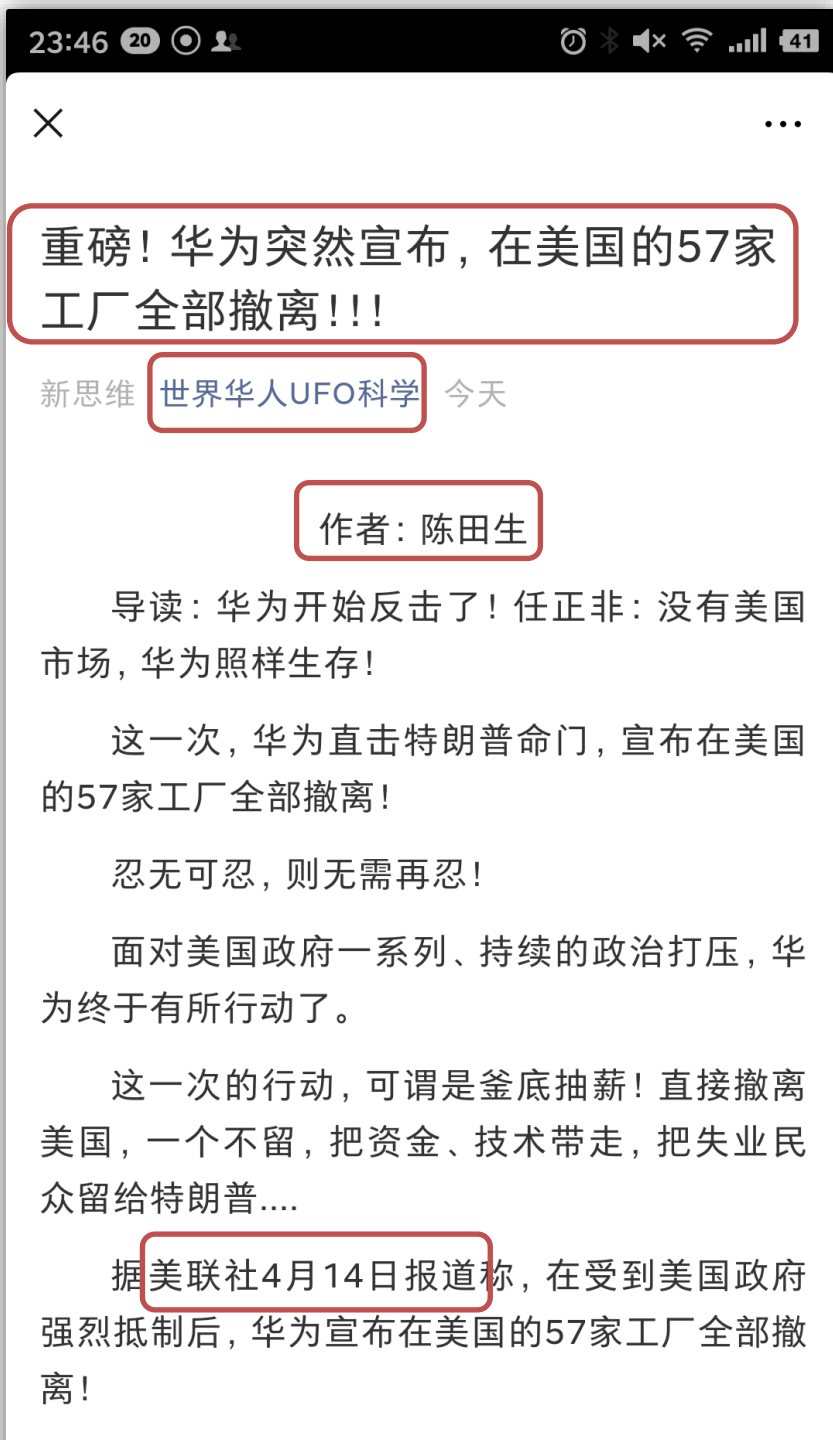 23:46 20 41
重磅！华为突然宣布，在美国的57家
工厂全部撤离！！！
新思维 世界华人UFO科学 今天
作者：陈田生
导读：华为开始反击了！任正非：没有美国
市场，华为照样生存！
这一次，华为直击特朗普命门，宣布在美国
的57家工厂全部撤离！
忍无可忍，则无需再忍！
面对美国政府一系列、持续的政治打压，华
为终于有所行动了。
这一次的行动，可谓是釜底抽薪！直接撤离
美国，一个不留，把资金、技术带走，把失业民
众留给特朗普....
据美联社4月14日报道称，在受到美国政府
强烈抵制后，华为宣布在美国的57家工厂全部撤
离！